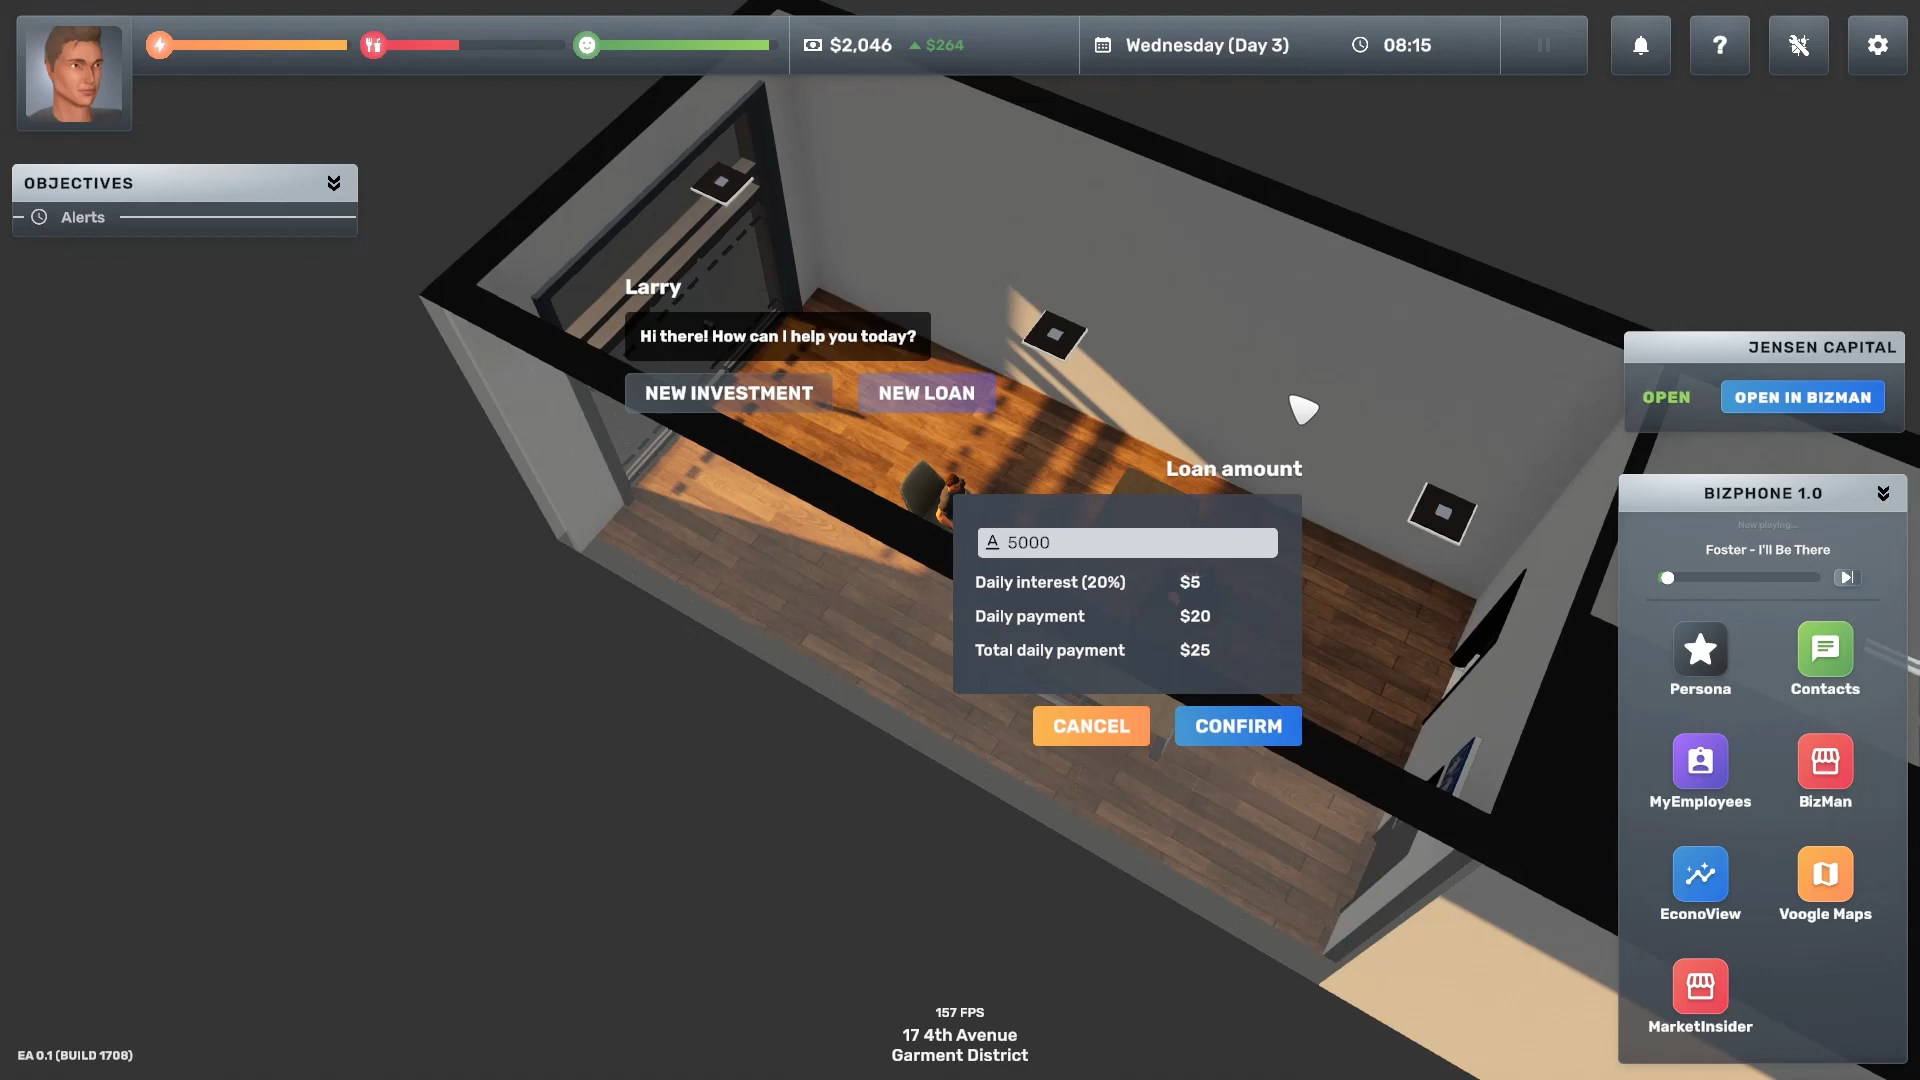 $2,046
$264
Wednesday (Day 3)
08:15
?
OBJECTIVES
Alerts
Larry
Hi there! How can I help you today?
NEW INVESTMENT
NEW LOAN
JENSEN CAPITAL
OPEN
OPEN IN BIZMAN
Loan amount
A 5000
Daily interest (20%) $5
Daily payment $20
Total daily payment $25
CANCEL
CONFIRM
BIZPHONE 1.0
Now playing...
Foster - I'll Be There
Persona
Contacts
MyEmployees
BizMan
EconoView
Voogle Maps
MarketInsider
157 FPS
17 4th Avenue
Garment District
EA 0.1 (BUILD 1708)